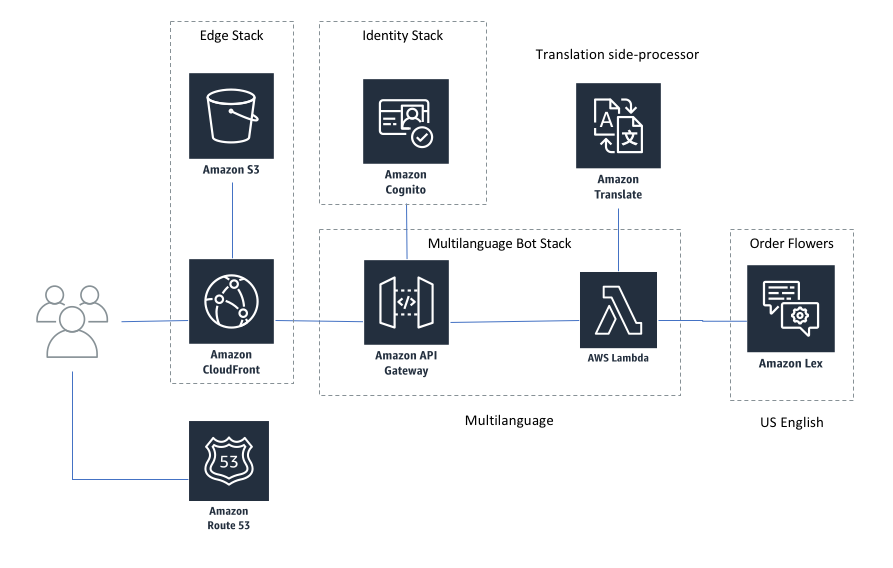 Edge Stack
Identity Stack
Translation side-processor
A
文
Amazon S3
Amazon
Cognito
Amazon
Translate
Multilanguage Bot Stack
Order Flowers
</>
Amazon
CloudFront
Amazon API
Gateway
AWS Lambda
Amazon Lex
Multilanguage
US English
53
Amazon
Route 53